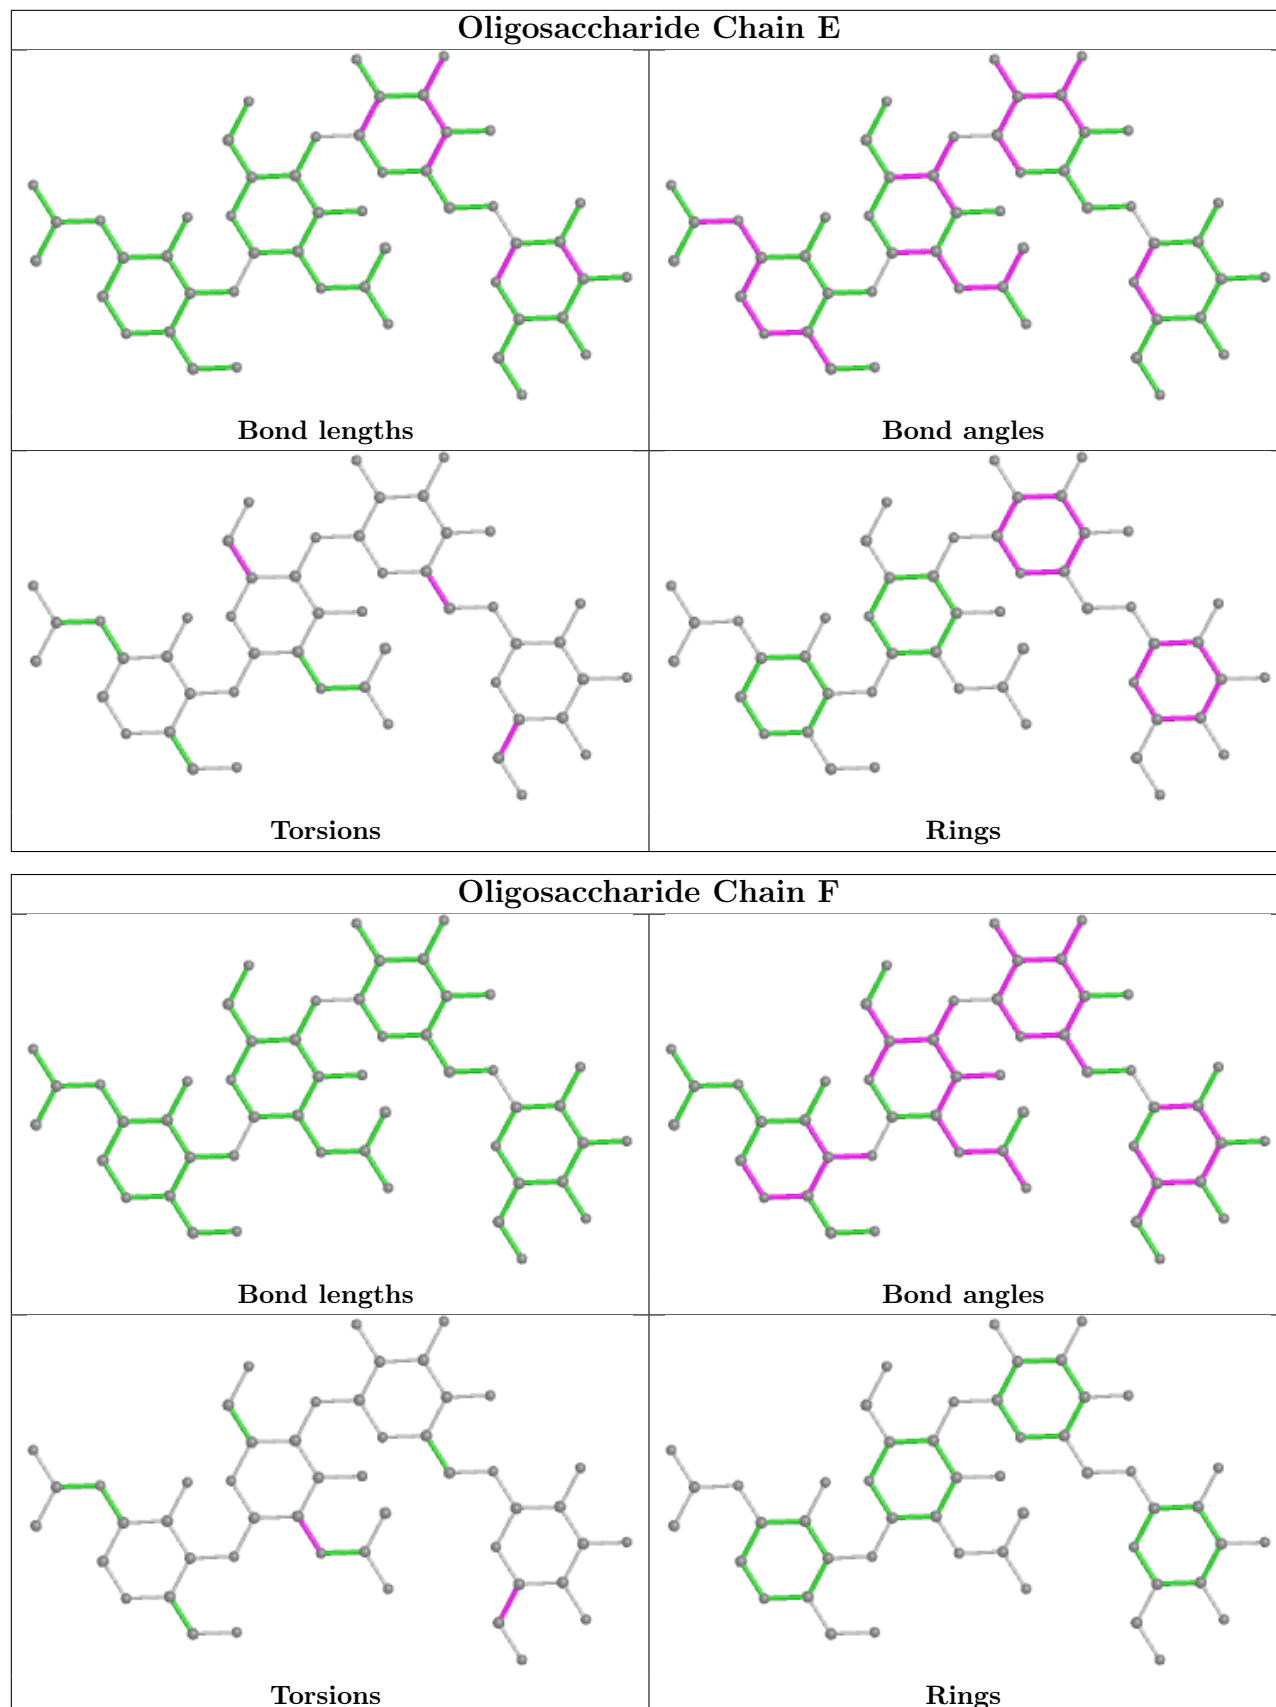 Oligosaccharide Chain E
Bond lengths
Bond angles
Torsions
Rings
Oligosaccharide Chain F
Bond lengths
Bond angles
Torsions
Rings